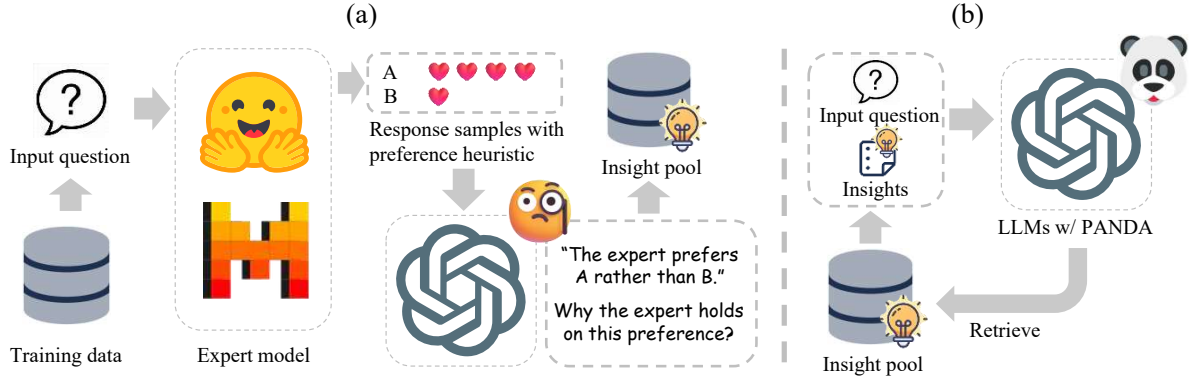 (a)
(b)
?
Input question
Training data
Expert model
A
B
Response samples with
preference heuristic
Insight pool
“The expert prefers
A rather than B.”
Why the expert holds
on this preference?
?
Input question
Insights
LLMs w/ PANDA
Retrieve
Insight pool